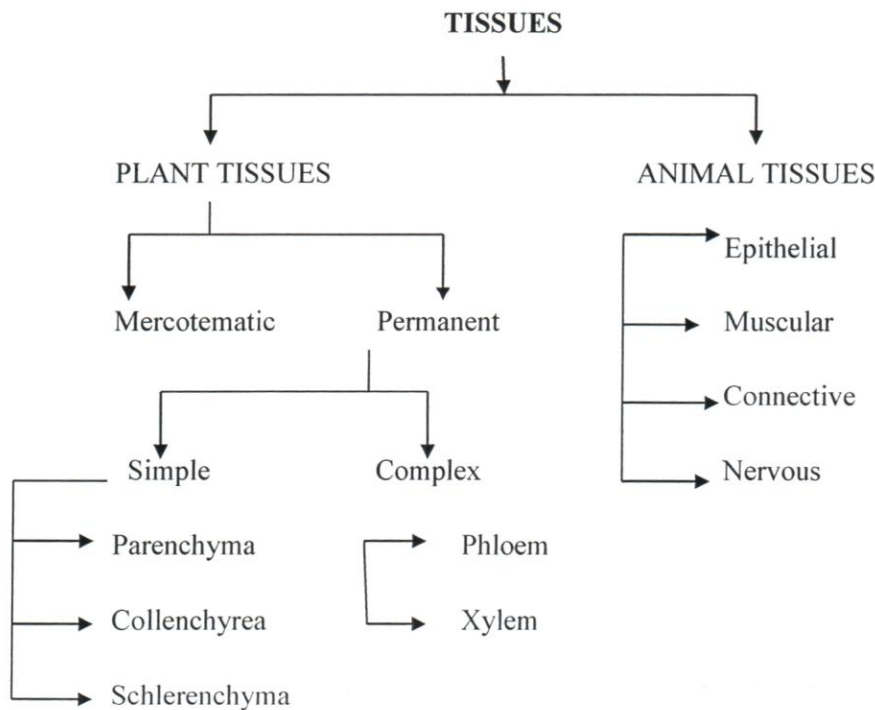 TISSUES
PLANT TISSUES
ANIMAL TISSUES
Epithelial
Mercotematic
Permanent
Muscular
Connective
Simple
Complex
Nervous
Parenchyma
Phloem
Collenchyrea
Xylem
Schlerenchyma